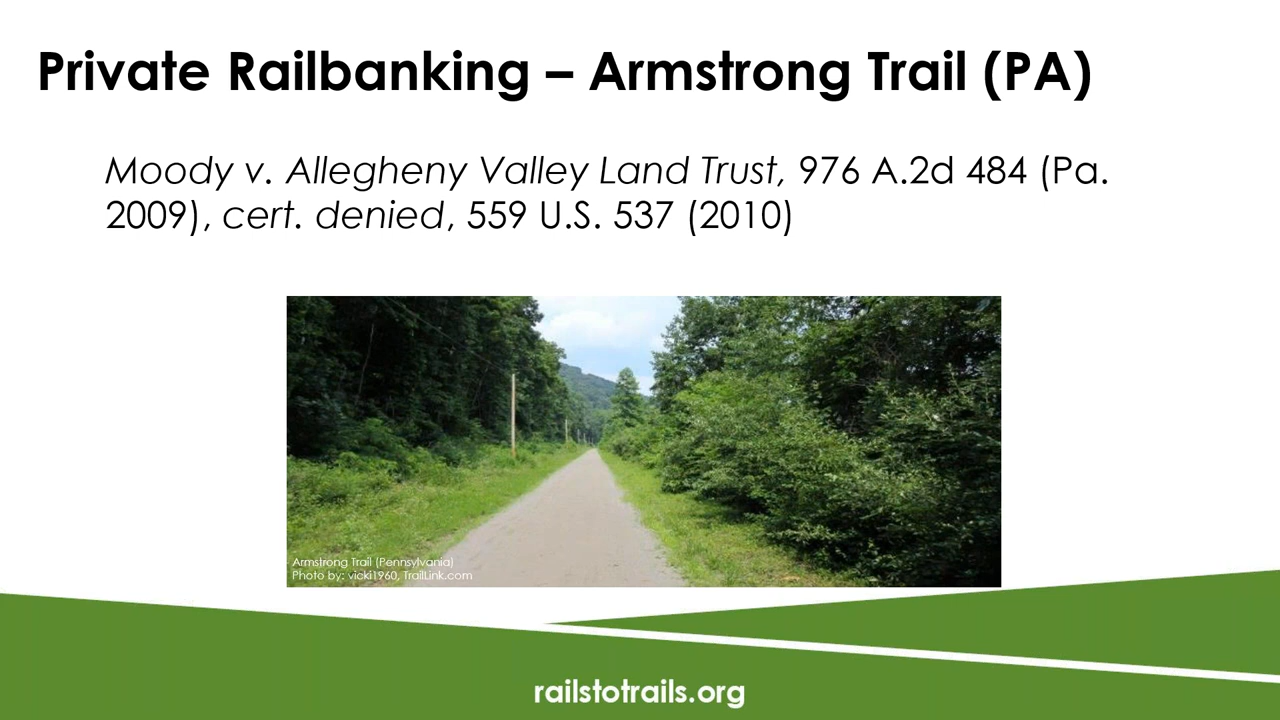 Private Railbanking – Armstrong Trail (PA)
Moody v. Allegheny Valley Land Trust, 976 A.2d 484 (Pa.
2009), cert. denied, 559 U.S. 537 (2010)
Armstrong Trail (Pennsylvania)
Photo by: vicki1960, TrailLink.com
railstotrails.org